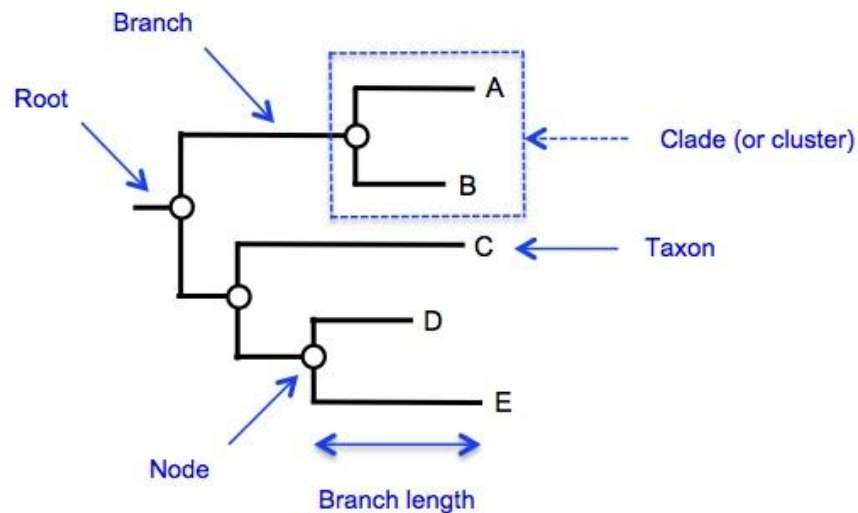 Branch
Root
A
Clade (or cluster)
B
C
Taxon
D
E
Node
Branch length